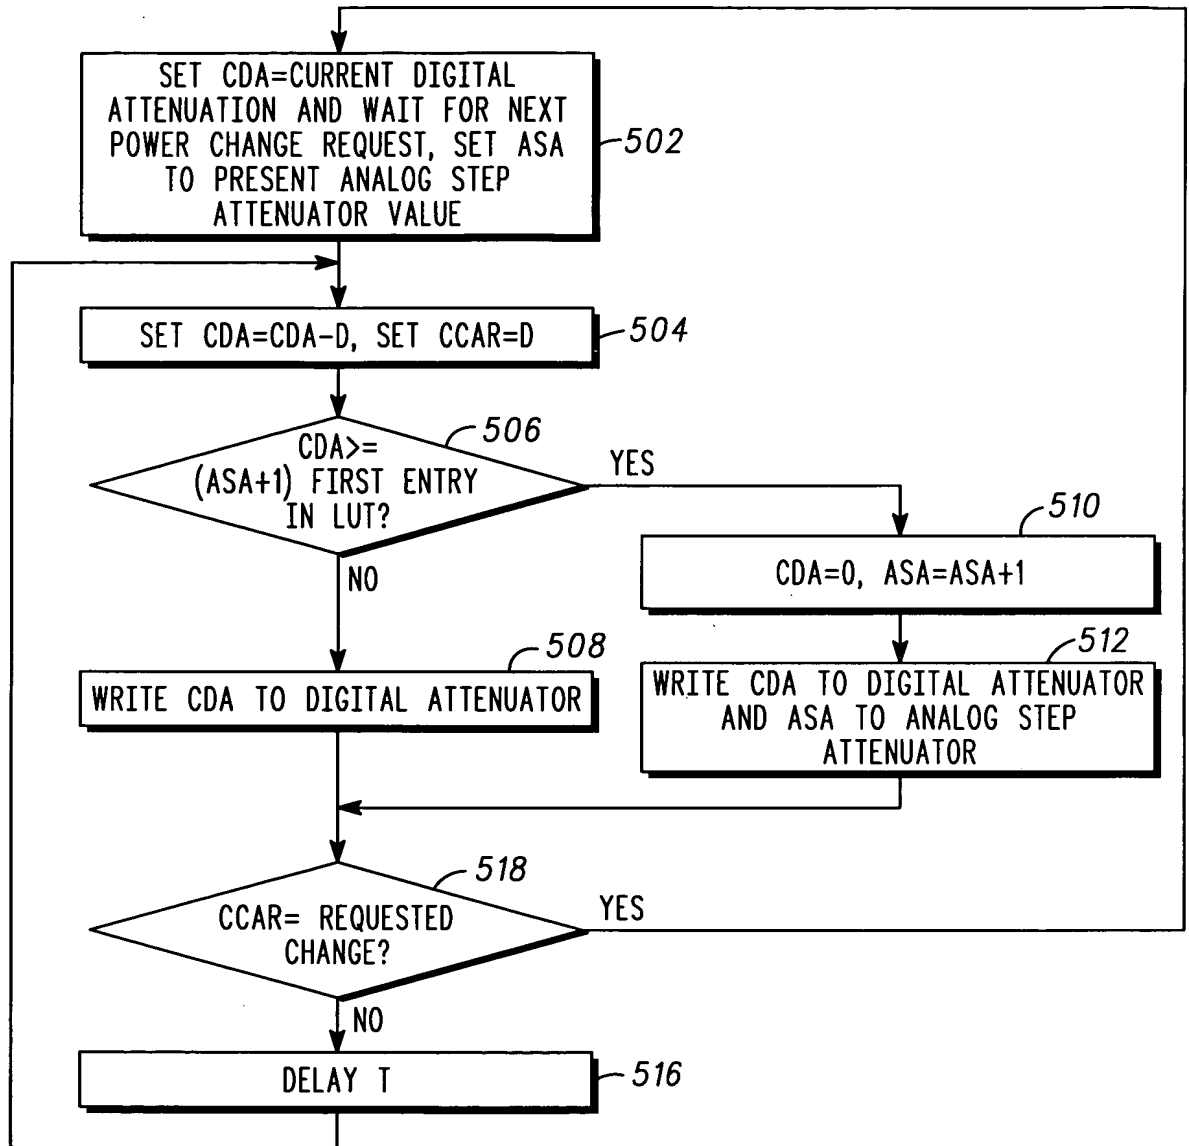 SET CDA=CURRENT DIGITAL
ATTENUATION AND WAIT FOR NEXT
POWER CHANGE REQUEST, SET ASA
TO PRESENT ANALOG STEP
ATTENUATOR VALUE
502
SET CDA=CDA-D, SET CCAR=D
504
CDA>=
(ASA+1) FIRST ENTRY
IN LUT?
506
YES
NO
510
CDA=0, ASA=ASA+1
508
WRITE CDA TO DIGITAL ATTENUATOR
512
WRITE CDA TO DIGITAL ATTENUATOR
AND ASA TO ANALOG STEP
ATTENUATOR
518
CCAR= REQUESTED
CHANGE?
YES
NO
DELAY T
516